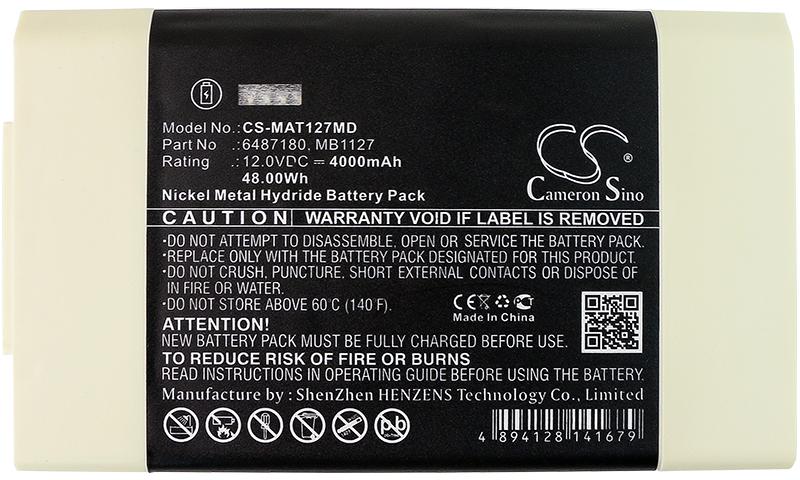 Model No.: CS-MAT127MD
Part No : 6487180, MB1127
Rating : 12.0VDC ⎓ 4000mAh
48.00Wh
Nickel Metal Hydride Battery Pack
CS
®
Cameron Sino
CAUTION WARRANTY VOID IF LABEL IS REMOVED
•DO NOT ATTEMPT TO DISASSEMBLE, OPEN OR SERVICE THE BATTERY PACK.
•REPLACE ONLY WITH THE BATTERY PACK DESIGNATED FOR THIS PRODUCT.
•DO NOT CRUSH, PUNCTURE, SHORT EXTERNAL CONTACTS OR DISPOSE OF
IN FIRE OR WATER.
•DO NOT STORE ABOVE 60°C (140°F).
CE
Made In China
ATTENTION!
NEW BATTERY PACK MUST BE FULLY CHARGED BEFORE BEFORE USE.
TO REDUCE RISK OF FIRE OR BURNS
READ INSTRUCTIONS IN OPERATING GUIDE BEFORE BEFORE USING.
Manufacture by : ShenZhen HENZENS Technology Co., Limited
Pb
4 894128 141679